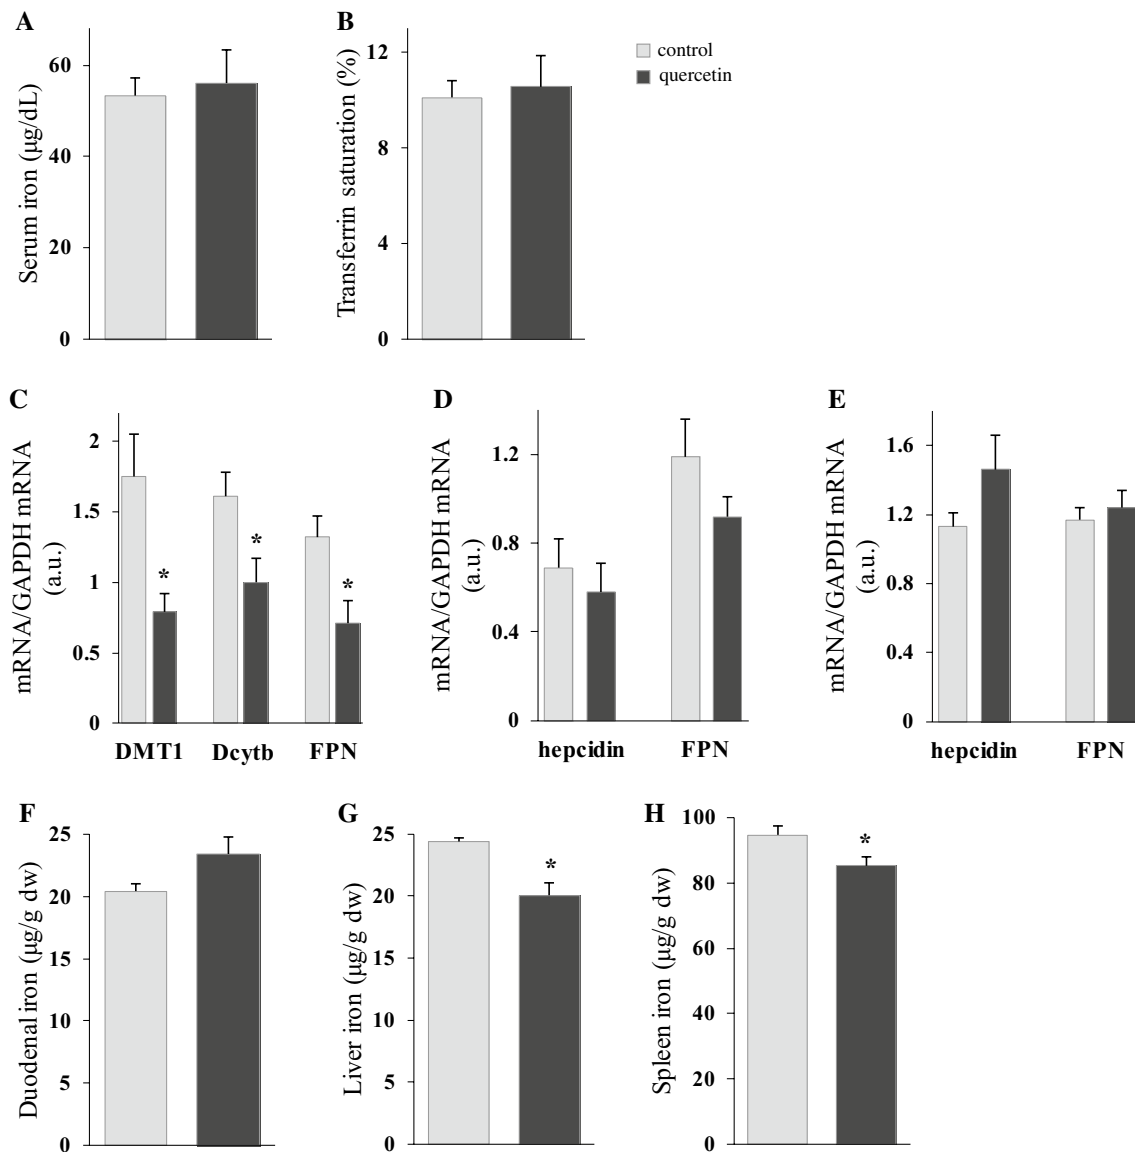 A
Serum iron (µg/dL)
60
40
20
0
B
Transferrin saturation (%)
12
8
4
0
control
quercetin
C
mRNA/GAPDH mRNA
(a.u.)
2
1.5
1
0.5
0
*
*
*
DMT1 Dcytb FPN
D
mRNA/GAPDH mRNA
(a.u.)
1.2
0.8
0.4
0
hepcidin FPN
E
mRNA/GAPDH mRNA
(a.u.)
1.6
1.2
0.8
0.4
0
hepcidin FPN
F
Duodenal iron (µg/g dw)
25
20
15
10
5
0
G
Liver iron (µg/g dw)
25
20
15
10
5
0
*
H
Spleen iron (µg/g dw)
100
80
60
40
20
0
*